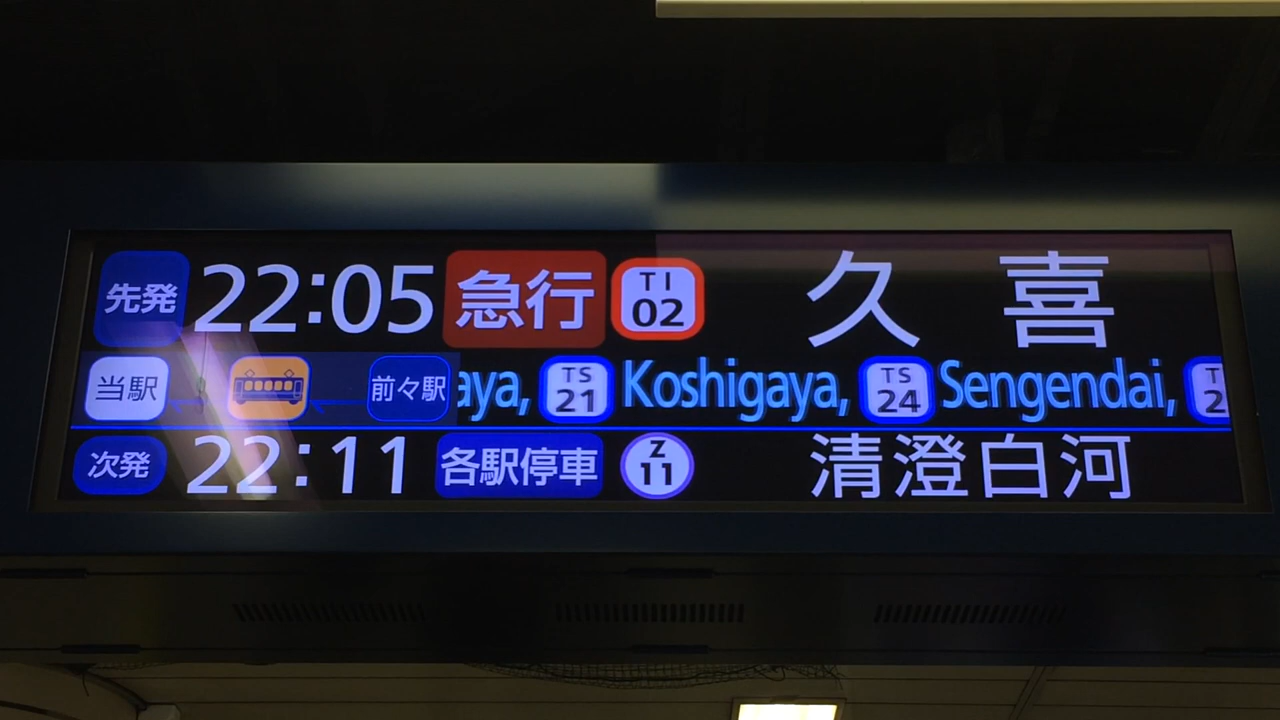 先発 22:05 急行 TI 02 久喜
当駅 前々駅 aya, TS 21 Koshigaya, TS 24 Sengendai, T 2
次発 22:11 各駅停車 Z 11 清澄白河